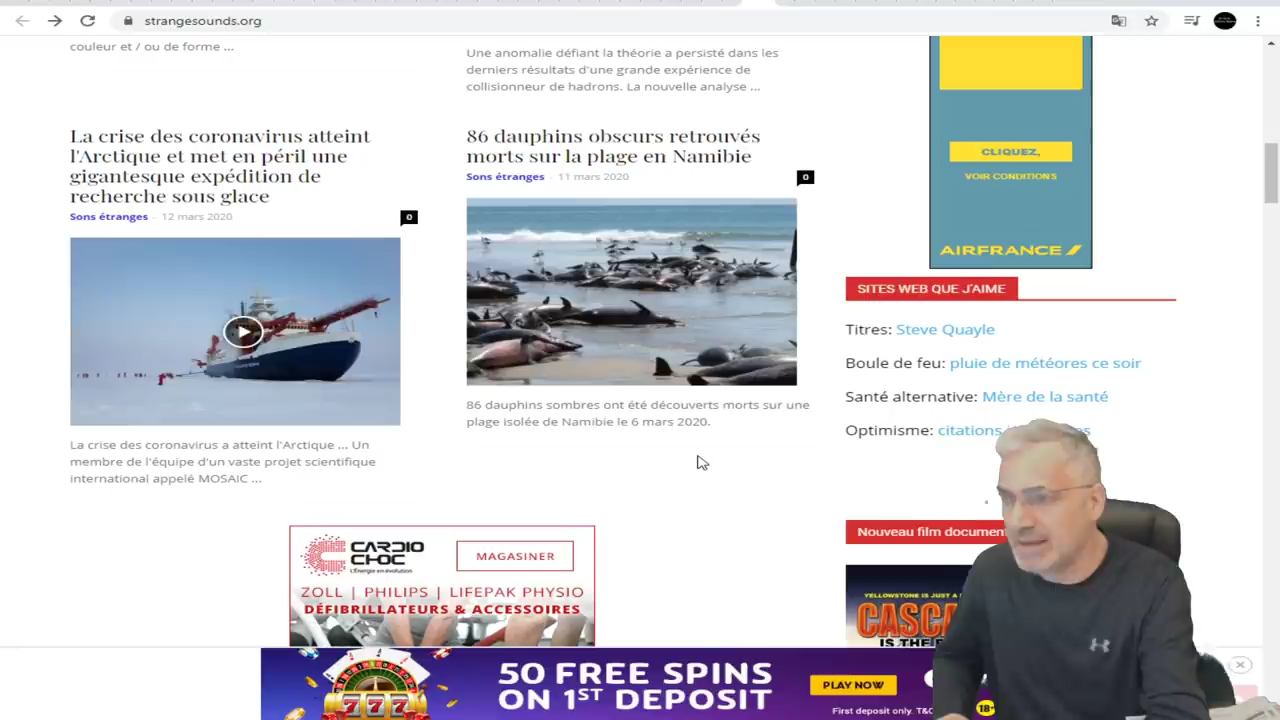 strangesounds.org
couleur et / ou de forme ...
Une anomalie défiant la théorie a persisté dans les
derniers résultats d'une grande expérience de
collisionneur de hadrons. La nouvelle analyse ...
La crise des coronavirus atteint
l'Arctique et met en péril une
gigantesque expédition de
recherche sous glace
Sons étranges - 12 mars 2020
0
La crise des coronavirus a atteint l'Arctique ... Un
membre de l'équipe d'un vaste projet scientifique
international appelé MOSAIC ...
86 dauphins obscurs retrouvés
morts sur la plage en Namibie
Sons étranges - 11 mars 2020
0
86 dauphins sombres ont été découverts morts sur une
plage isolée de Namibie le 6 mars 2020.
CLIQUEZ,
VOIR CONDITIONS
AIRFRANCE
SITES WEB QUE J'AIME
Titres: Steve Quayle
Boule de feu: pluie de météores ce soir
Santé alternative: Mère de la santé
Optimisme: citations
Nouveau film documen
YELLOWSTONE IS JUST A
CASCA
IS THE
CARDIO
CHOC
L'Énergie en évolution
MAGASINER
ZOLL | PHILIPS | LIFEPAK PHYSIO
DÉFIBRILLATEURS & ACCESSOIRES
777
50 FREE SPINS
ON 1ST DEPOSIT
PLAY NOW
First deposit only. T&C
18+